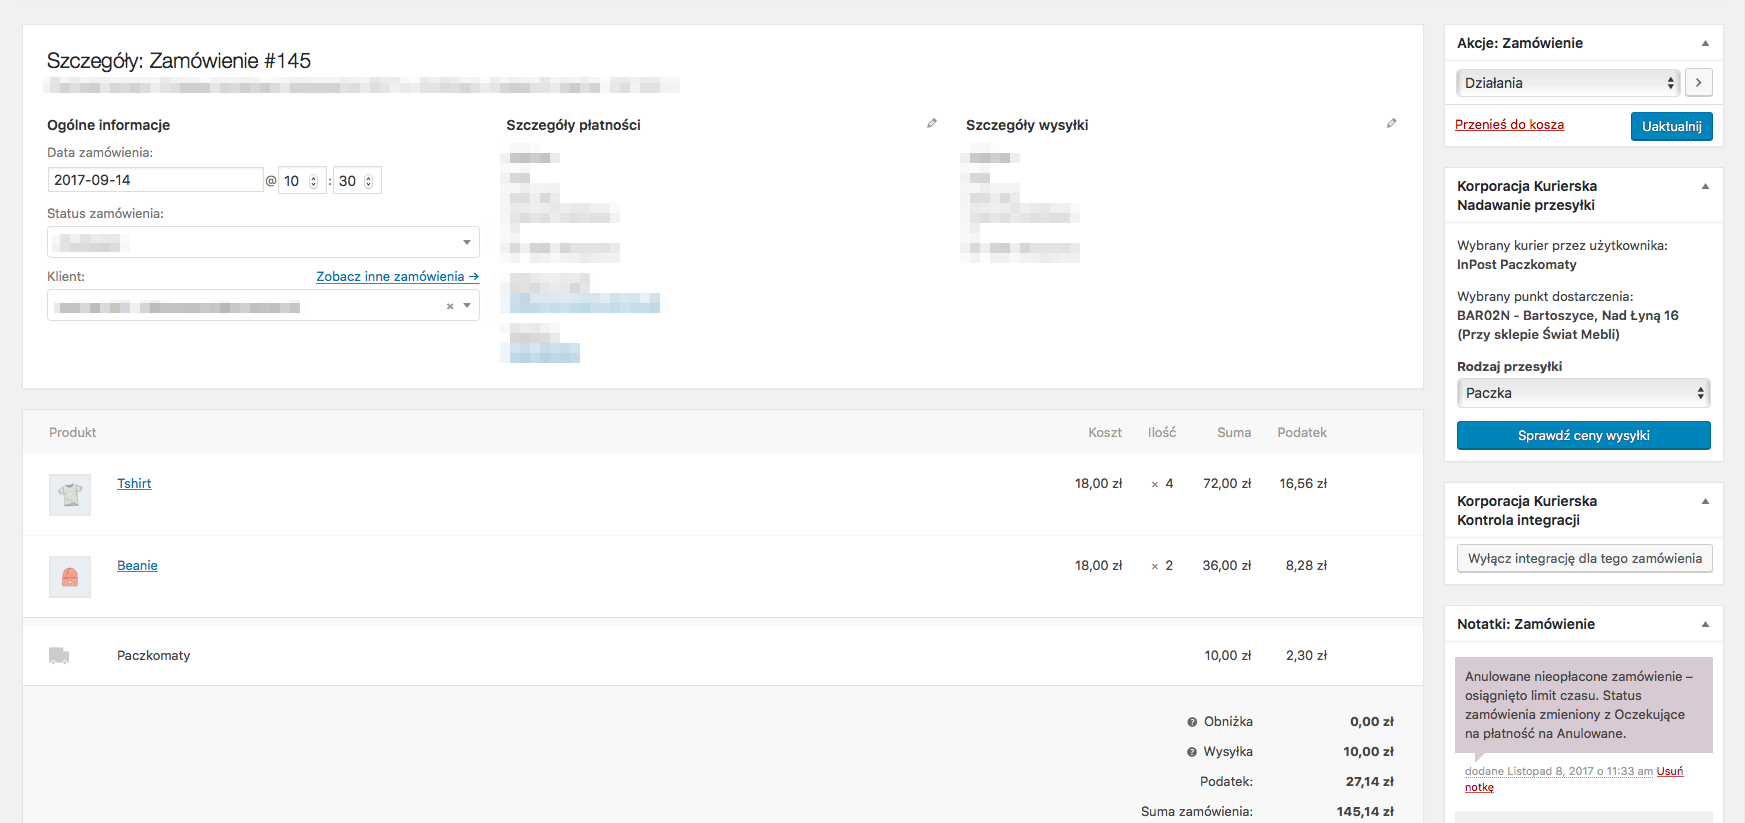 Szczegóły: Zamówienie #145
Ogólne informacje
Data zamówienia:
2017-09-14 @ 10 : 30
Status zamówienia:
Klient: Zobacz inne zamówienia →
×
Szczegóły płatności
Szczegóły wysyłki
Produkt Koszt Ilość Suma Podatek
Tshirt 18,00 zł × 4 72,00 zł 16,56 zł
Beanie 18,00 zł × 2 36,00 zł 8,28 zł
Paczkomaty 10,00 zł 2,30 zł
Obniżka 0,00 zł
Wysyłka 10,00 zł
Podatek: 27,14 zł
Suma zamówienia: 145,14 zł
Akcje: Zamówienie
Działania
Przenieś do kosza Uaktualnij
Korporacja Kurierska
Nadawanie przesyłki
Wybrany kurier przez użytkownika:
InPost Paczkomaty
Wybrany punkt dostarczenia:
BAR02N - Bartoszyce, Nad Łyną 16
(Przy sklepie Świat Mebli)
Rodzaj przesyłki
Paczka
Sprawdź ceny wysyłki
Korporacja Kurierska
Kontrola integracji
Wyłącz integrację dla tego zamówienia
Notatki: Zamówienie
Anulowane nieopłacone zamówienie –
osiągnięto limit czasu. Status
zamówienia zmieniony z Oczekujące
na płatność na Anulowane.
dodane Listopad 8, 2017 o 11:33 am Usuń
notkę